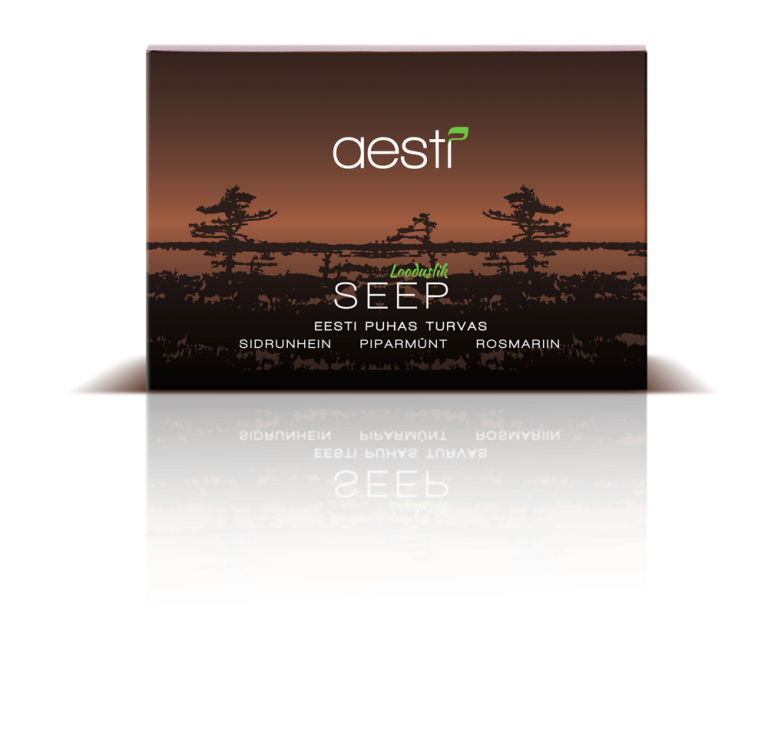 aesti
Looduslik
SEEP
EESTI PUHAS TURVAS
SIDRUNHEIN PIPARMÜNT ROSMARIIN